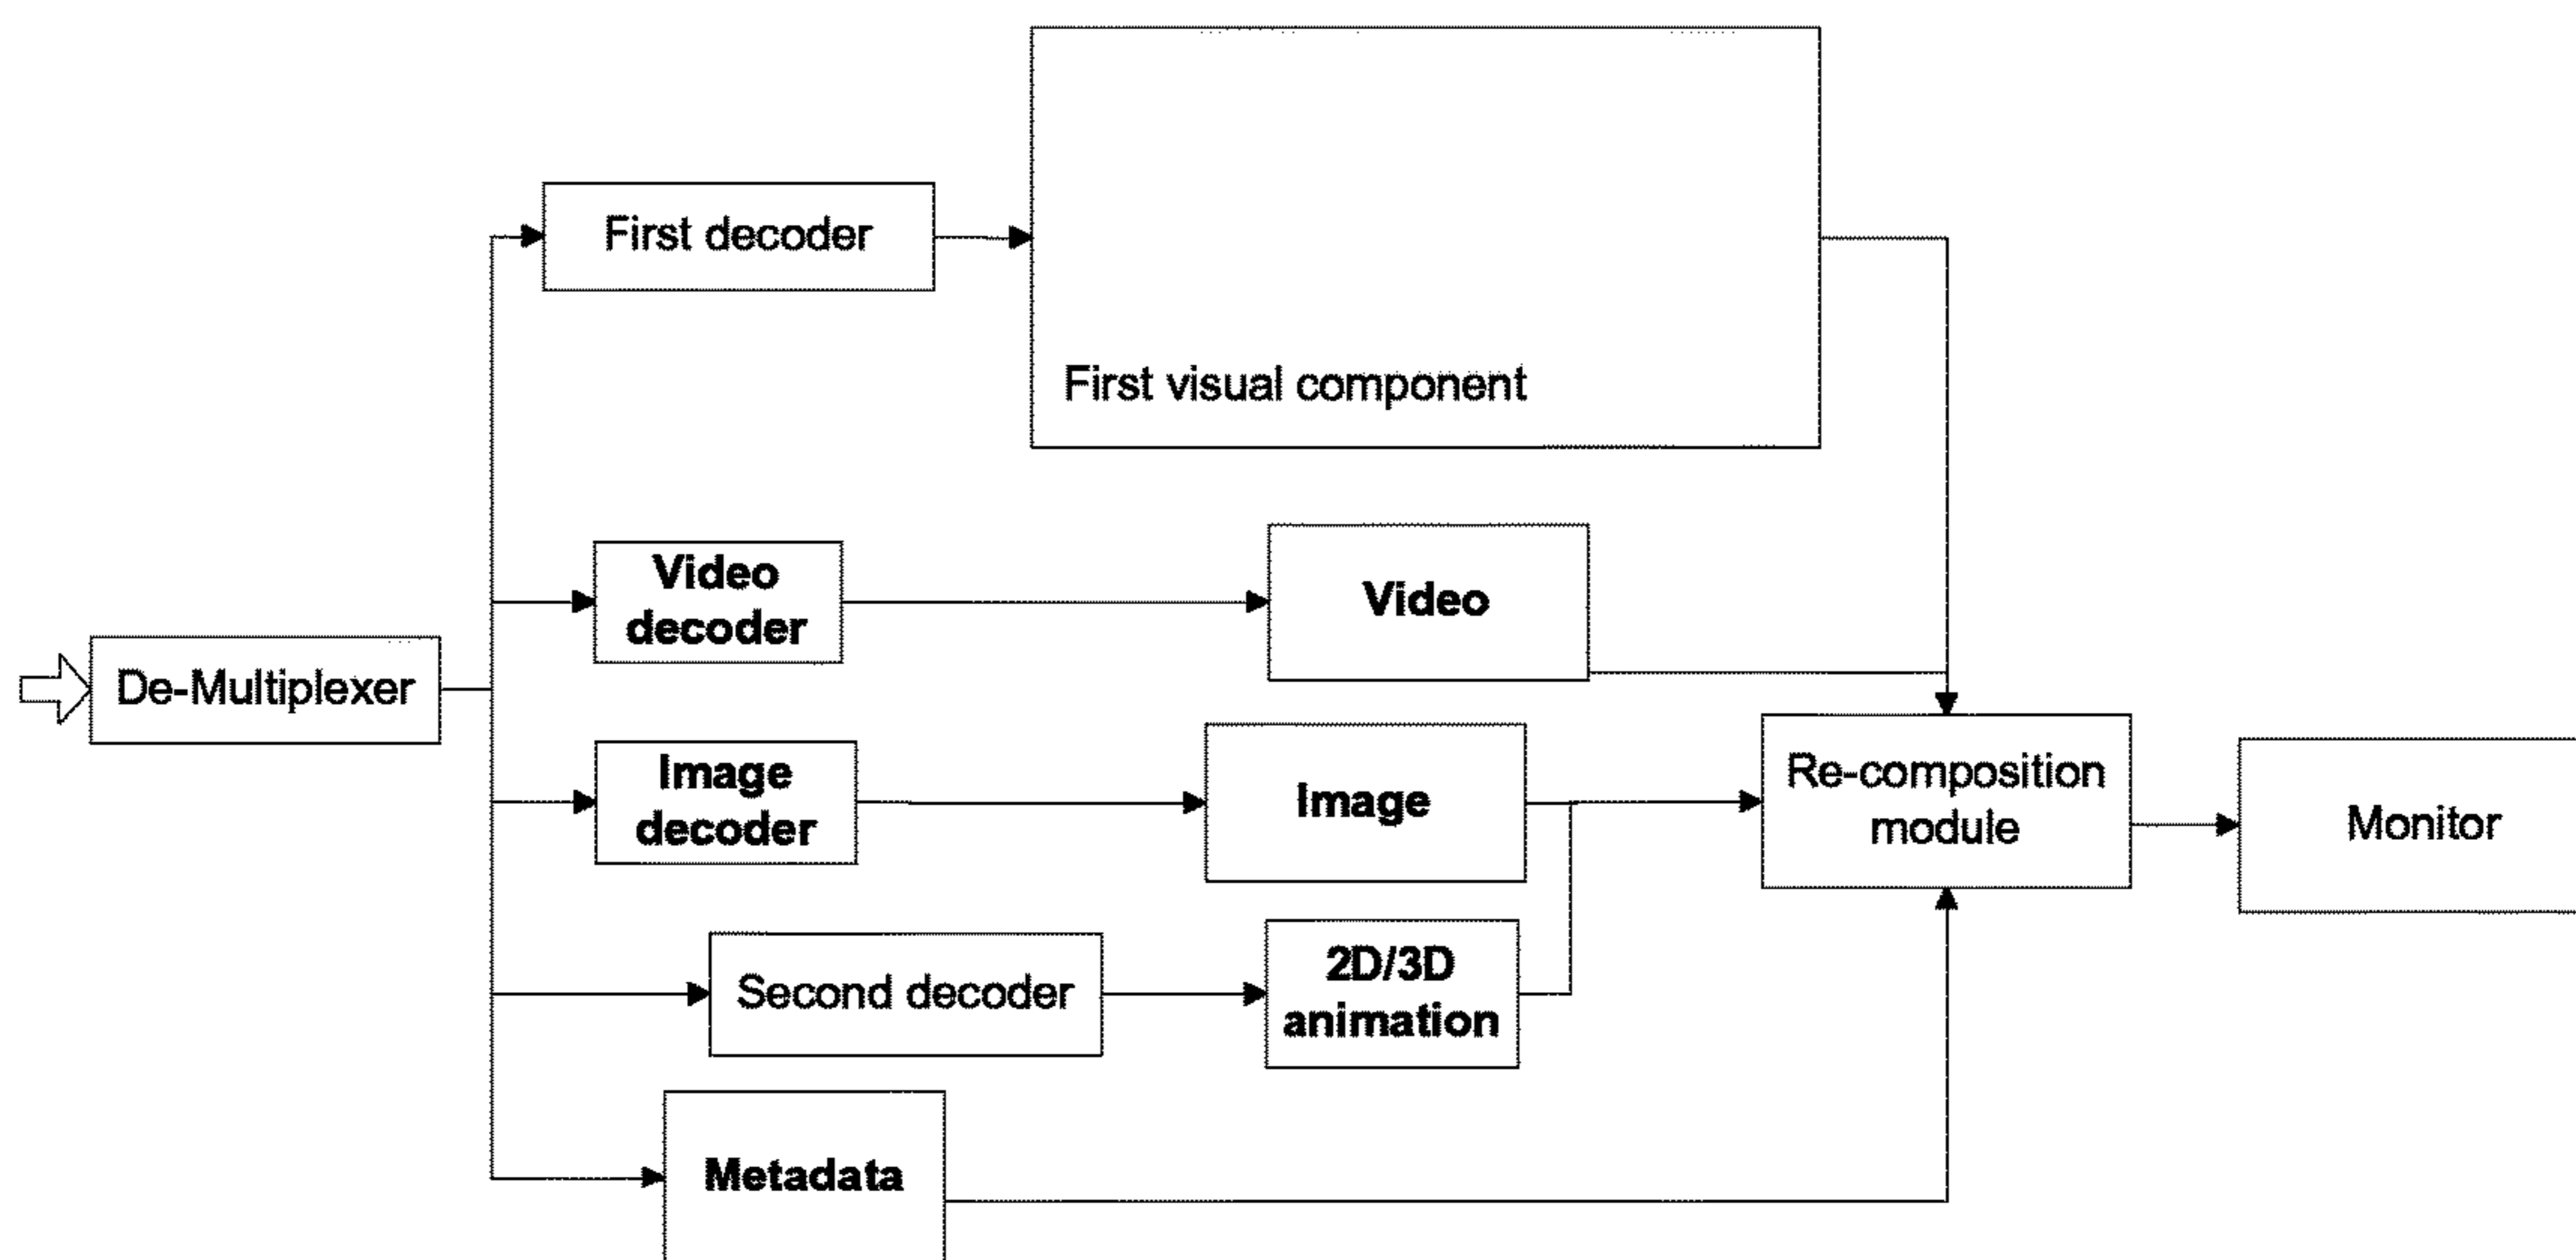 First decoder
First visual component
Video
decoder
Video
De-Multiplexer
Image
decoder
Image
Re-composition
module
Monitor
Second decoder
2D/3D
animation
Metadata